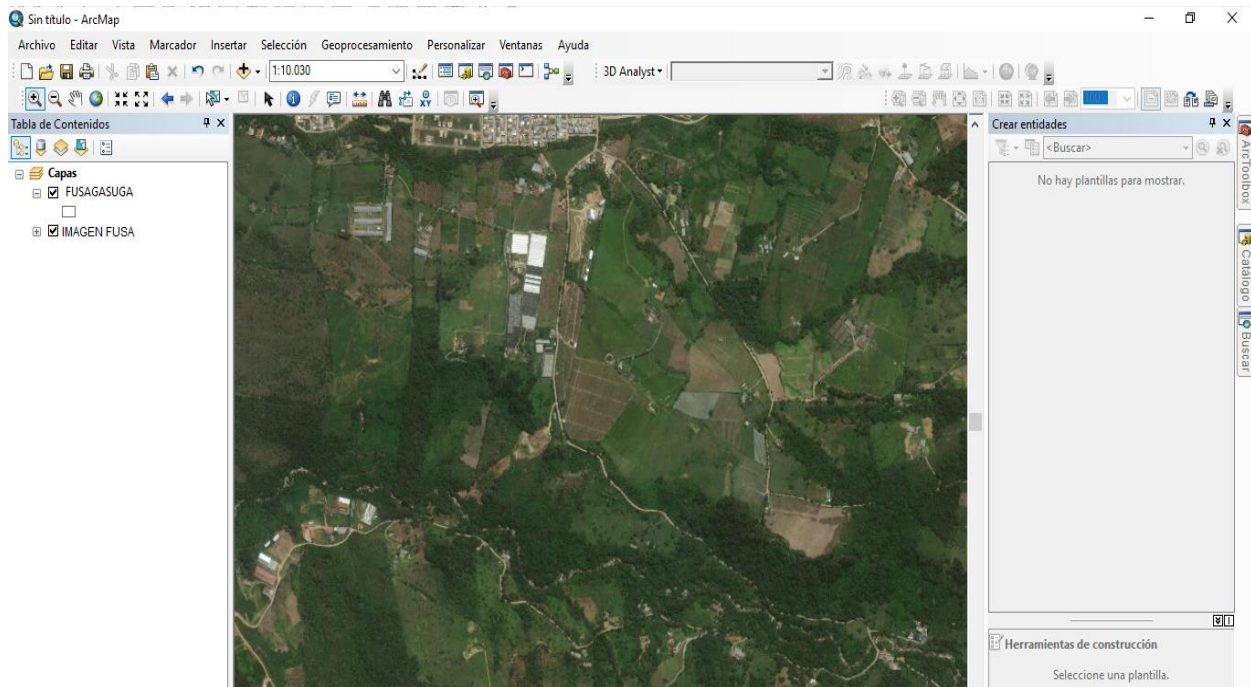 Sin título - ArcMap
Archivo Editar Vista Marcador Insertar Selección Geoprocesamiento Personalizar Ventanas Ayuda
1:10.030
3D Analyst
Tabla de Contenidos
Capas
FUSAGASUGA
IMAGEN FUSA
Crear entidades
<Buscar>
No hay plantillas para mostrar.
Herramientas de construcción
Seleccione una plantilla.
ArcToolbox
Catálogo
Buscar